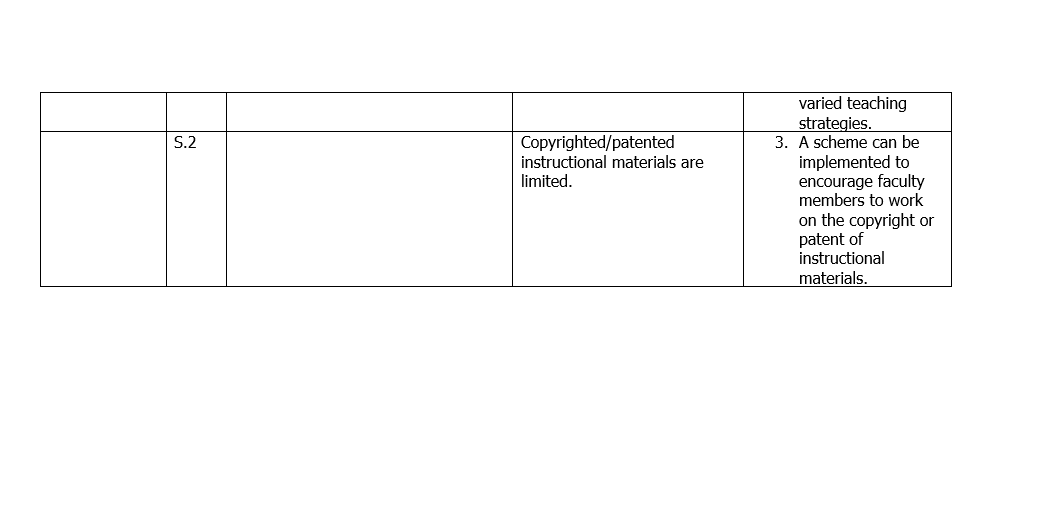 varied teaching
strategies.
S.2
Copyrighted/patented
instructional materials are
limited.
3. A scheme can be
implemented to
encourage faculty
members to work
on the copyright or
patent of
instructional
materials.